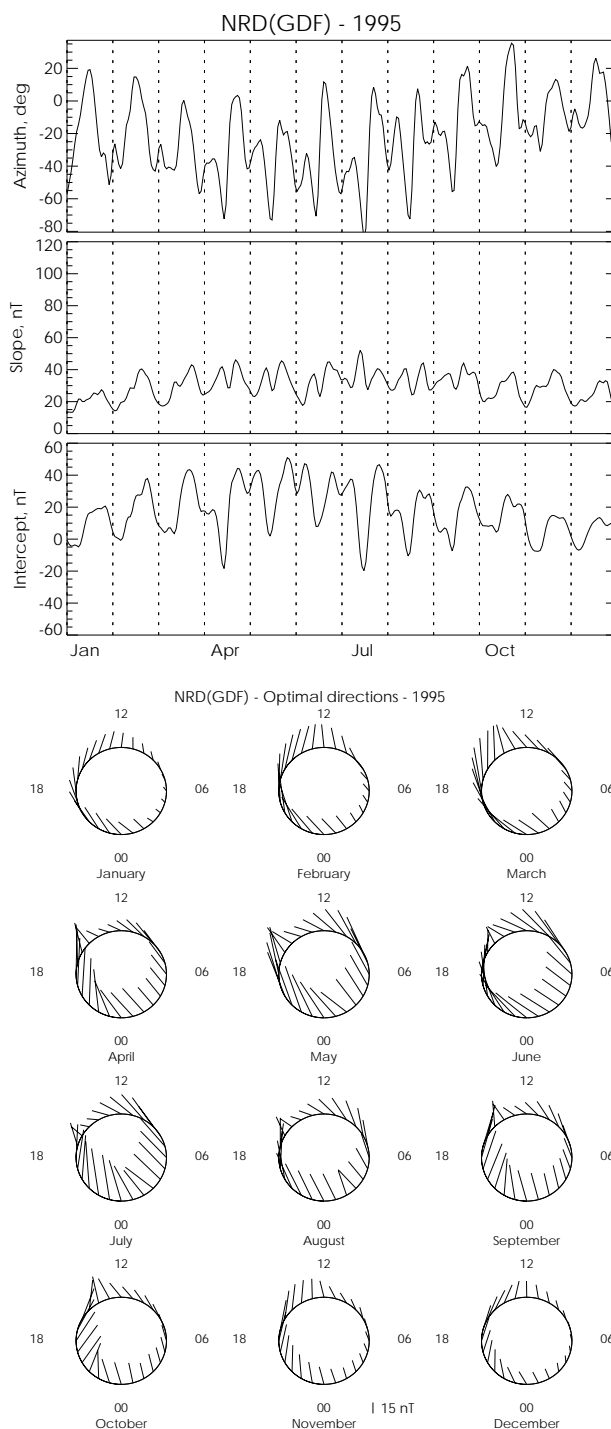 NRD(GDF) - 1995
Azimuth, deg
20
0
-20
-40
-60
-80
Slope, nT
120
100
80
60
40
20
0
Intercept, nT
60
40
20
0
-20
-40
-60
Jan Apr Jul Oct
NRD(GDF) - Optimal directions - 1995
12 12 12
18 06 18 06 18 06
00 00 00
January February March
12 12 12
18 06 18 06 18 06
00 00 00
April May June
12 12 12
18 06 18 06 18 06
00 00 00
July August September
12 12 12
18 06 18 06 18 06
00 00 | 15 nT 00
October November December